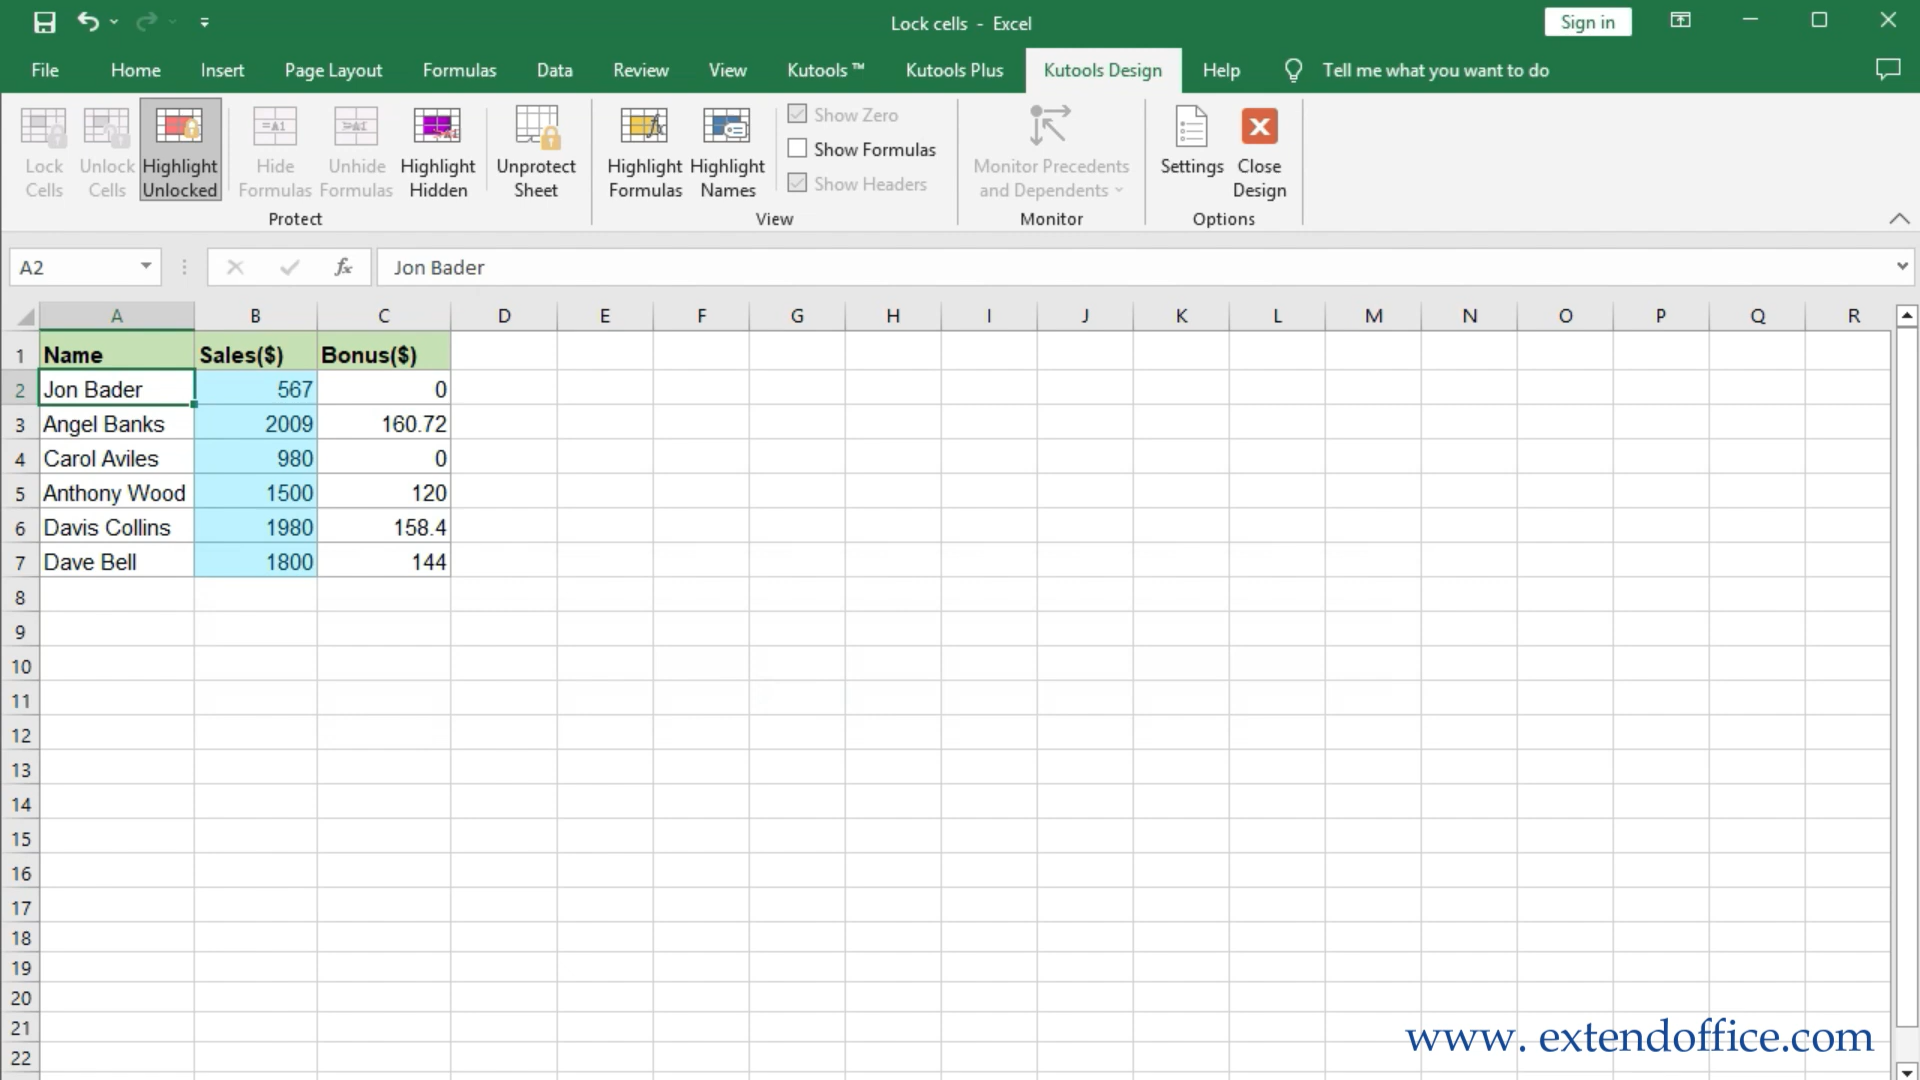 Lock cells - Excel
Sign in
File Home Insert Page Layout Formulas Data Review View Kutools ™ Kutools Plus Kutools Design Help Tell me what you want to do
Lock Cells
Unlock Cells
Highlight Unlocked
Hide Formulas
Unhide Formulas
Highlight Hidden
Unprotect Sheet
Protect
Highlight Formulas
Highlight Names
Show Zero
Show Formulas
Show Headers
View
Monitor Precedents and Dependents
Monitor
Settings
Close Design
Options
A2 fx Jon Bader
A B C D E F G H I J K L M N O P Q R
1 Name Sales($) Bonus($)
2 Jon Bader 567 0
3 Angel Banks 2009 160.72
4 Carol Aviles 980 0
5 Anthony Wood 1500 120
6 Davis Collins 1980 158.4
7 Dave Bell 1800 144
8
9
10
11
12
13
14
15
16
17
18
19
20
21
22
www. extendoffice.com